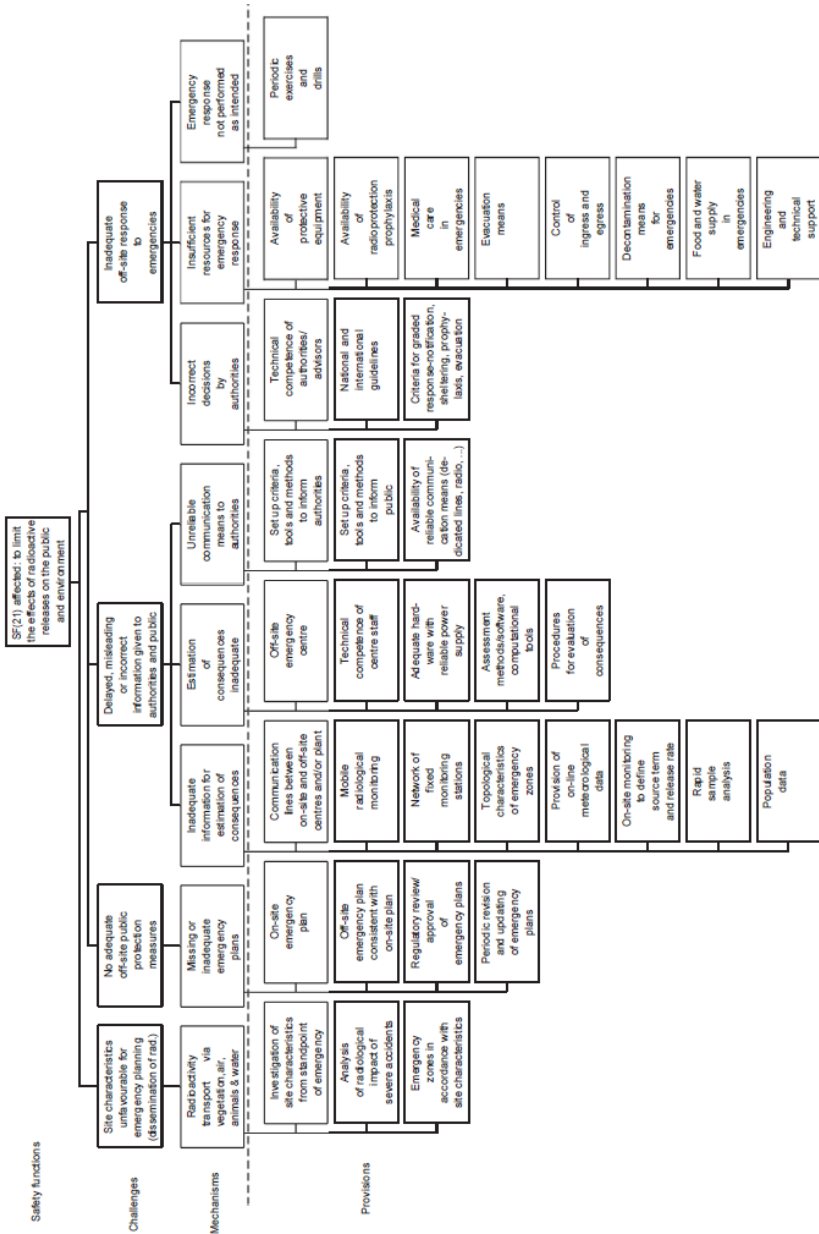 Safety functions
SF(21) affected: to limit
the effects of radioactive
releases on the public
and environment
Challenges
Site characteristics
unfavourable for
emergency planning
(dissemination of rad.)
No adequate
off-site public
protection
measures
Delayed, misleading
or incorrect
information given to
authorities and public
Inadequate
off-site response
to
emergencies
Mechanisms
Radioactivity
transport via
vegetation, air,
animals & water
Missing or
inadequate
emergency
plans
Inadequate
information for
estimation of
consequences
Estimation
of
consequences
inadequate
Unreliable
communication
means to
authorities
Incorrect
decisions
by
authorities
Insufficient
resources for
emergency
response
Emergency
response
not performed
as intended
Provisions
Investigation of
site characteristics
from standpoint
of emergency
Analysis
of radiological
impact of
severe accidents
Emergency
zones in
accordance with
site characteristics
On-site
emergency
plan
Off-site
emergency plan
consistent with
on-site plan
Regulatory review/
approval
of
emergency plans
Periodic revision
and updating
of emergency
plans
Communication
lines between
on-site and off-site
centres and/or plant
Mobile
radiological
monitoring
Network of
fixed
monitoring
stations
Topological
characteristics
of emergency
zones
Provision of
on-line
meteorological
data
On-site monitoring
to define
source term
and release rate
Rapid
sample
analysis
Population
data
Off-site
emergency
centre
Technical
competence of
centre staff
Adequate hard-
ware with
reliable power
supply
Assessment
methods/software,
computational
tools
Procedures
for evaluation of
consequences
Set up criteria,
tools and methods
to inform
authorities
Set up criteria,
tools and methods
to inform
public
Availability of
reliable communi-
cation means (de-
dicated lines, radio, ...)
Technical
competence of
authorities/
advisors
National and
international
guidelines
Criteria for graded
response-notification,
sheltering, prophy-
laxis, evacuation
Availability
of
protective
equipment
Availability
of
radioprotection
prophylaxis
Medical
care
in
emergencies
Evacuation
means
Control
of
ingress and
egress
Decontamination
means
for
emergencies
Food and water
supply
in
emergencies
Engineering
and
technical
support
Periodic
exercises
and
drills